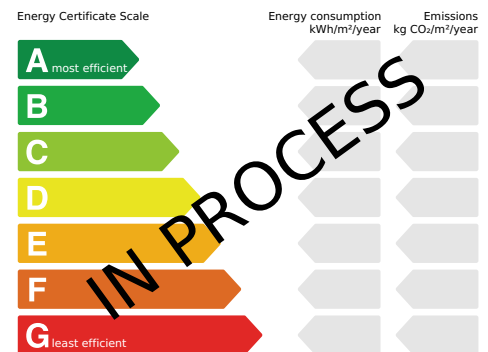 Energy Certificate Scale
Energy consumption
kWh/m²/year
Emissions
kg CO₂/m²/year
A most efficient
B
C
D
E
F
G least efficient
IN PROCESS